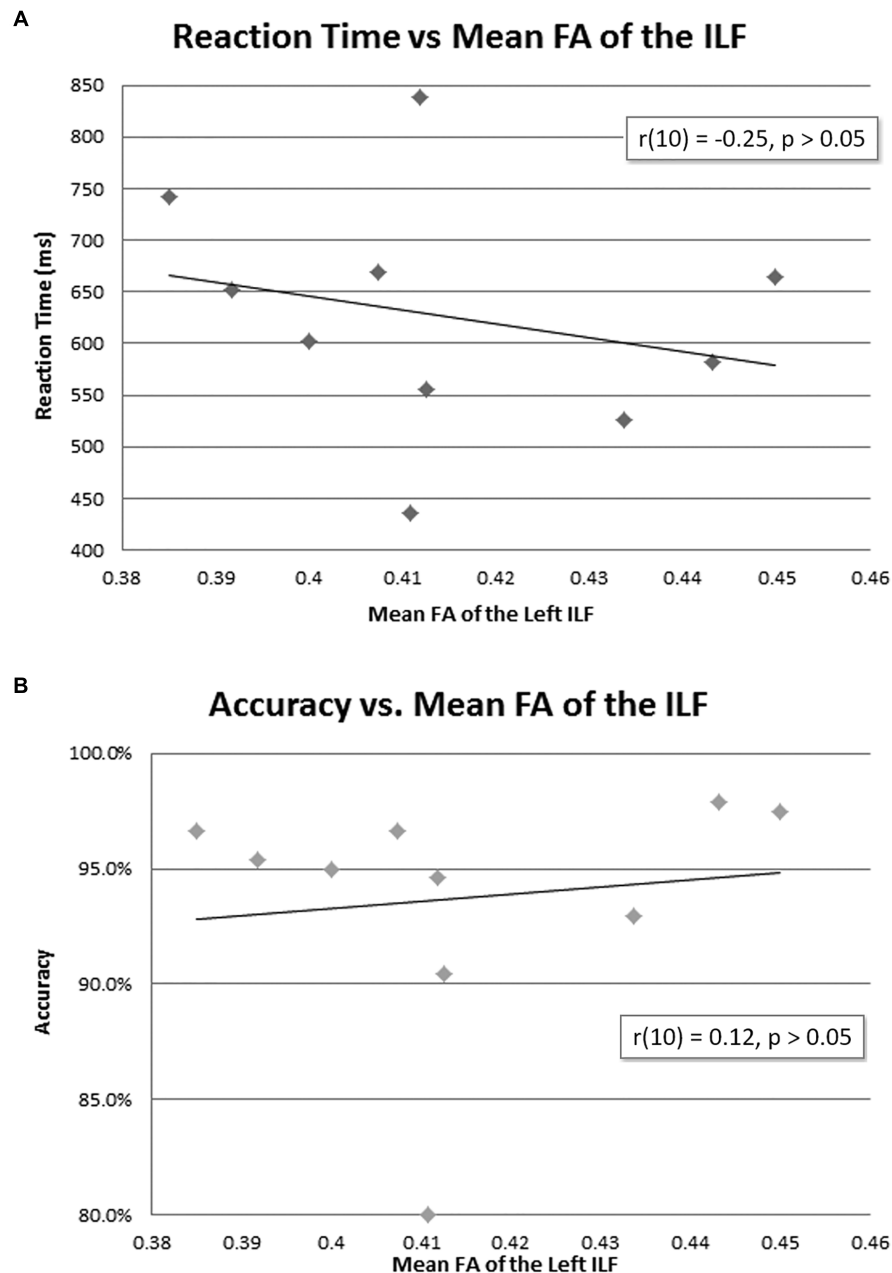 A
Reaction Time vs Mean FA of the ILF
850
800
750
700
650
600
550
500
450
400
Reaction Time (ms)
r(10) = -0.25, p > 0.05
0.38 0.39 0.4 0.41 0.42 0.43 0.44 0.45 0.46
Mean FA of the Left ILF
B
Accuracy vs. Mean FA of the ILF
100.0%
95.0%
90.0%
85.0%
80.0%
Accuracy
r(10) = 0.12, p > 0.05
0.38 0.39 0.4 0.41 0.42 0.43 0.44 0.45 0.46
Mean FA of the Left ILF